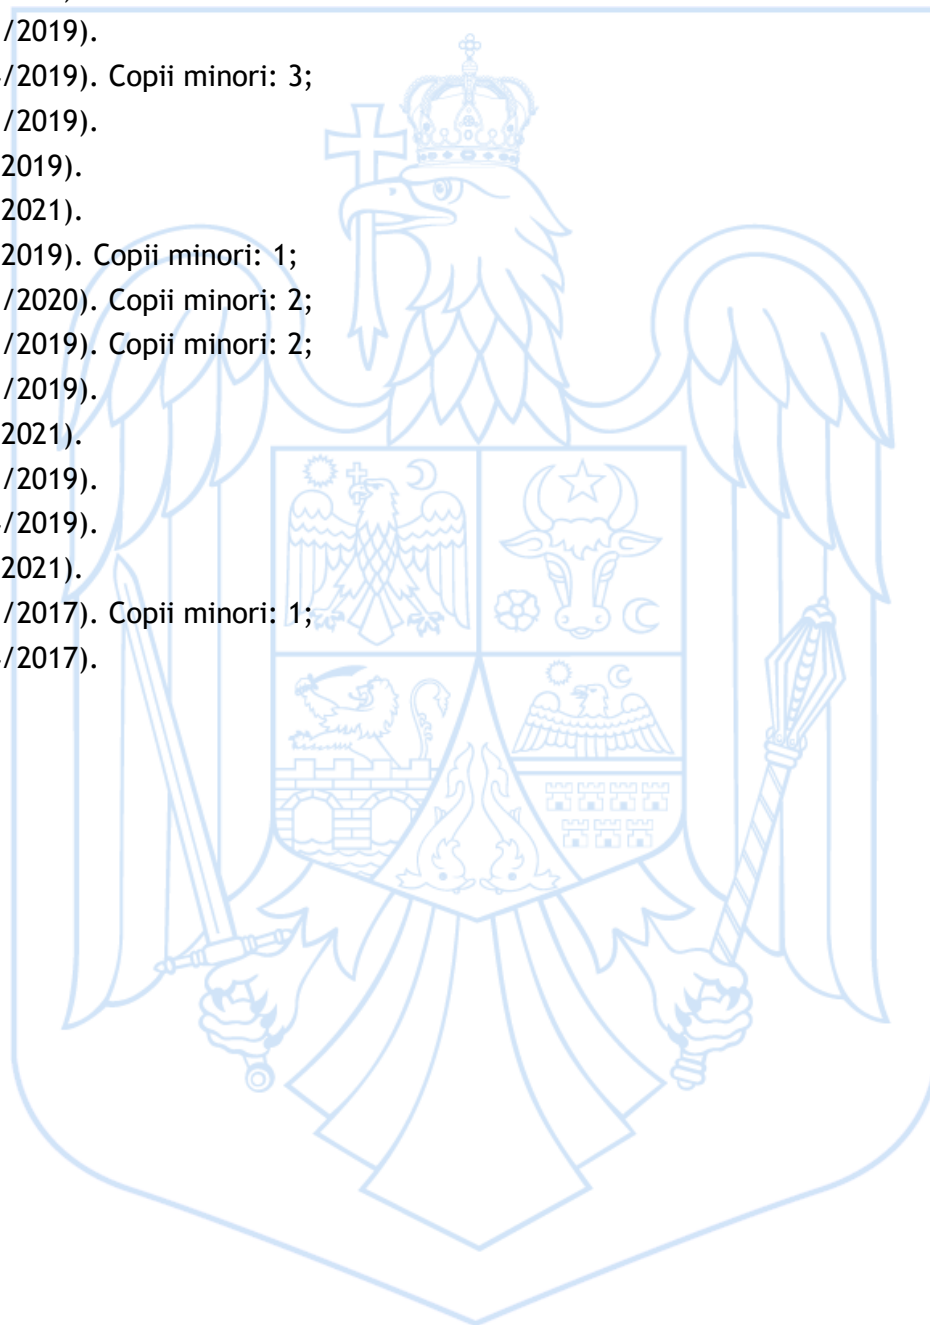 /2019).
/2019). Copii minori: 3;
/2019).
2019).
2021).
2019). Copii minori: 1;
/2020). Copii minori: 2;
/2019). Copii minori: 2;
/2019).
2021).
/2019).
/2019).
2021).
/2017). Copii minori: 1;
/2017).